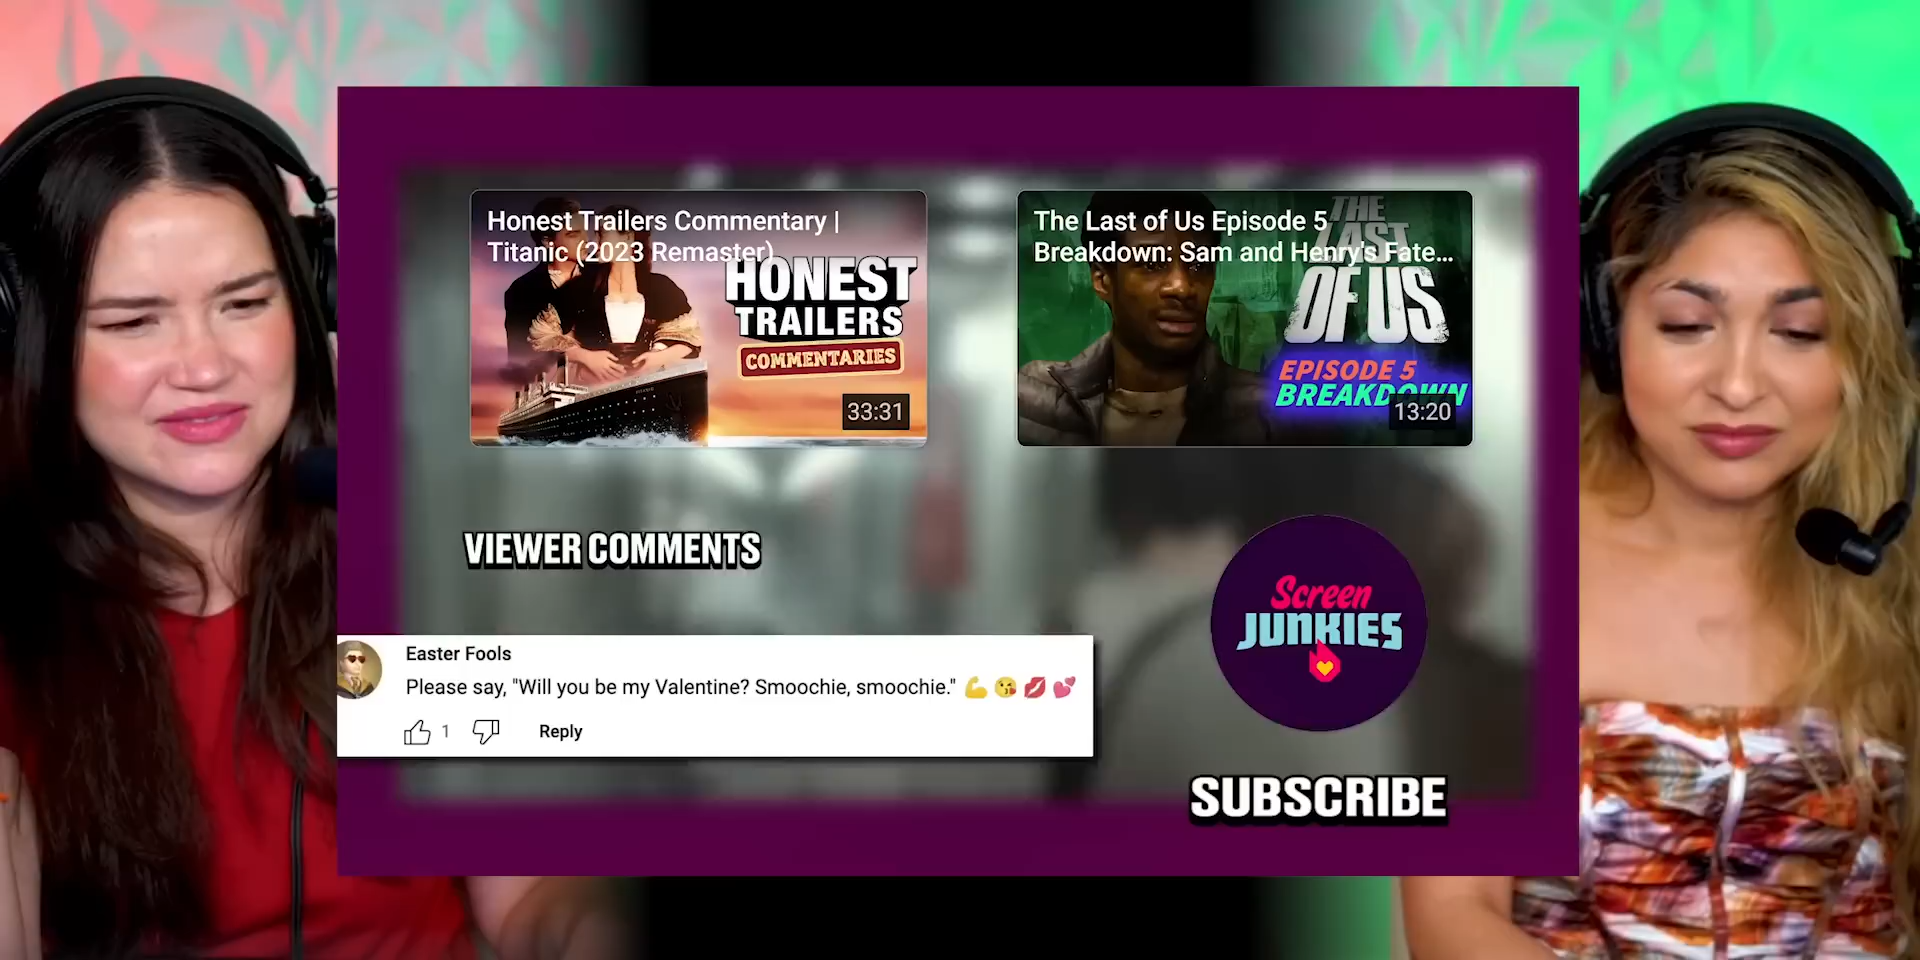 Honest Trailers Commentary |
Titanic (2023 Remaster)
HONEST
TRAILERS
COMMENTARIES
33:31
The Last of Us Episode 5
Breakdown: Sam and Henry's Fate...
THE
LAST
OF US
EPISODE 5
BREAKDOWN
13:20
VIEWER COMMENTS
Easter Fools
Please say, "Will you be my Valentine? Smoochie, smoochie." 💪 😘 💋 💕
1
Reply
Screen
JUNKIES
SUBSCRIBE